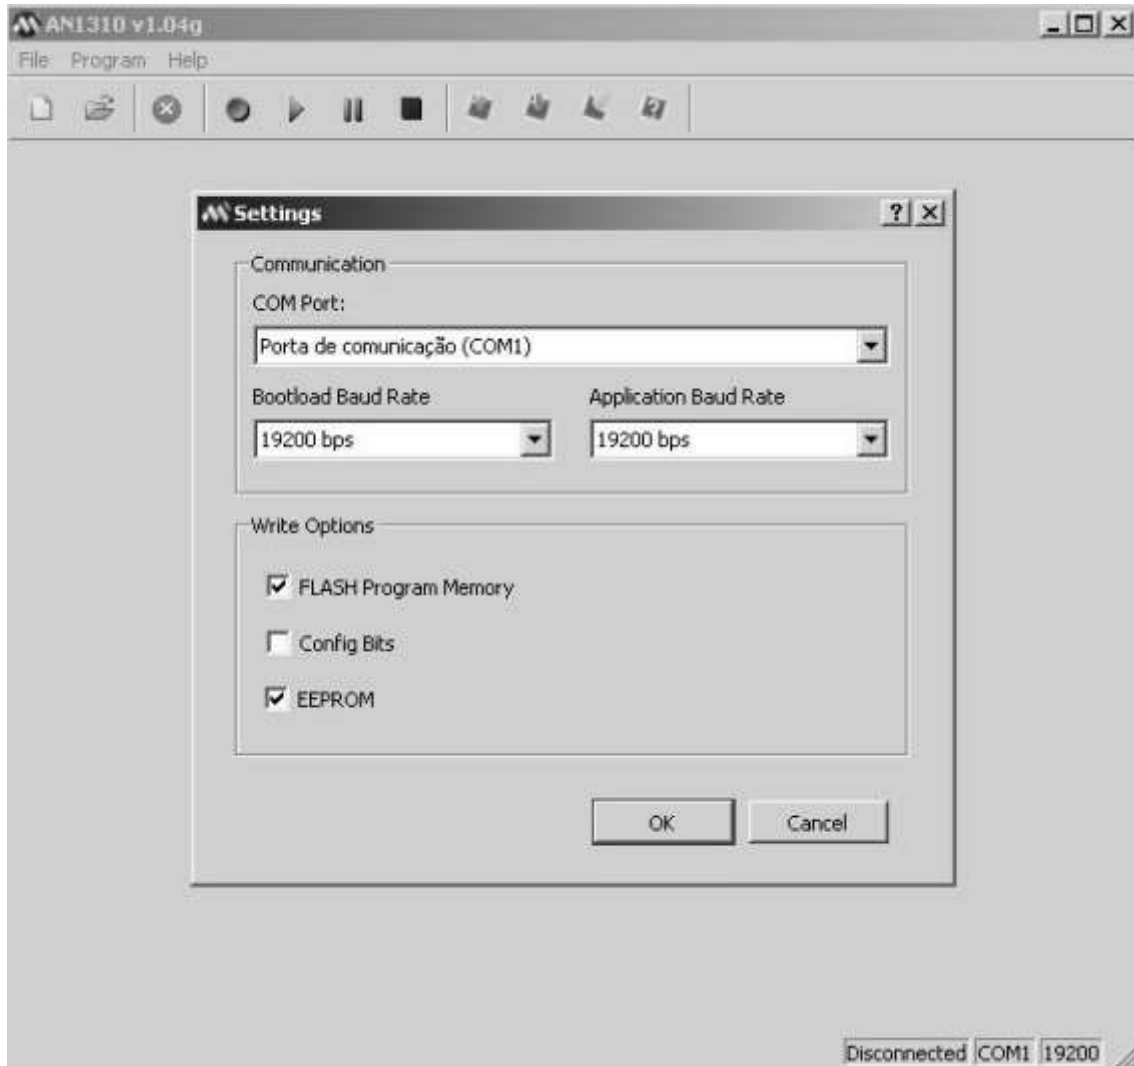 AN1310 v1.04g
File Program Help
Settings
Communication
COM Port:
Porta de comunicação (COM1)
Bootload Baud Rate Application Baud Rate
19200 bps 19200 bps
Write Options
FLASH Program Memory
Config Bits
EEPROM
OK Cancel
Disconnected COM1 19200